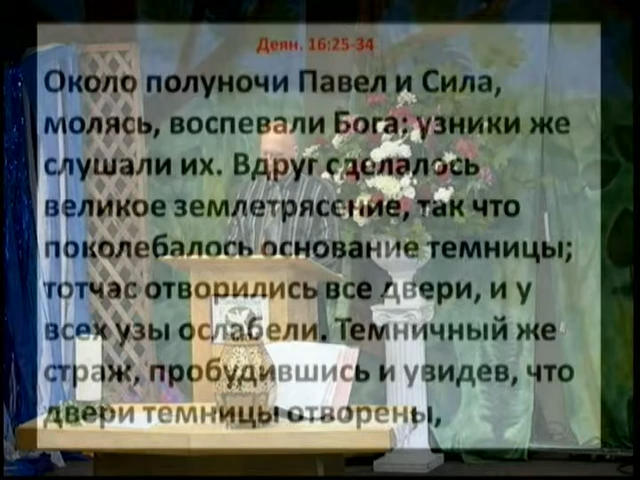 Деян. 16:25-34
Около полуночи Павел и Сила,
молясь, воспевали Бога; узники же
слушали их. Вдруг сделалось
великое землетрясение, так что
поколебалось основание темницы;
тотчас отворились все двери, и у
всех узы ослабели. Темничный же
страж, пробудившись и увидев, что
двери темницы отворены,